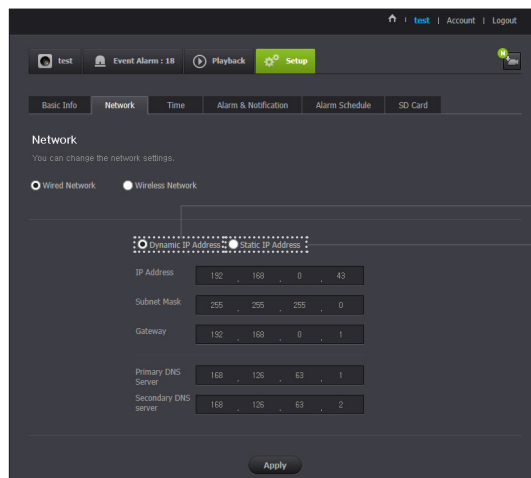 test | Account | Logout
test Event Alarm : 18 Playback Setup N
Basic Info Network Time Alarm & Notification Alarm Schedule SD Card
Network
You can change the network settings.
Wired Network Wireless Network
Dynamic IP Address Static IP Address
IP Address 192 . 168 . 0 . 43
Subnet Mask 255 . 255 . 255 . 0
Gateway 192 . 168 . 0 . 1
Primary DNS
Server 168 . 126 . 63 . 1
Secondary DNS
server 168 . 126 . 63 . 2
Apply